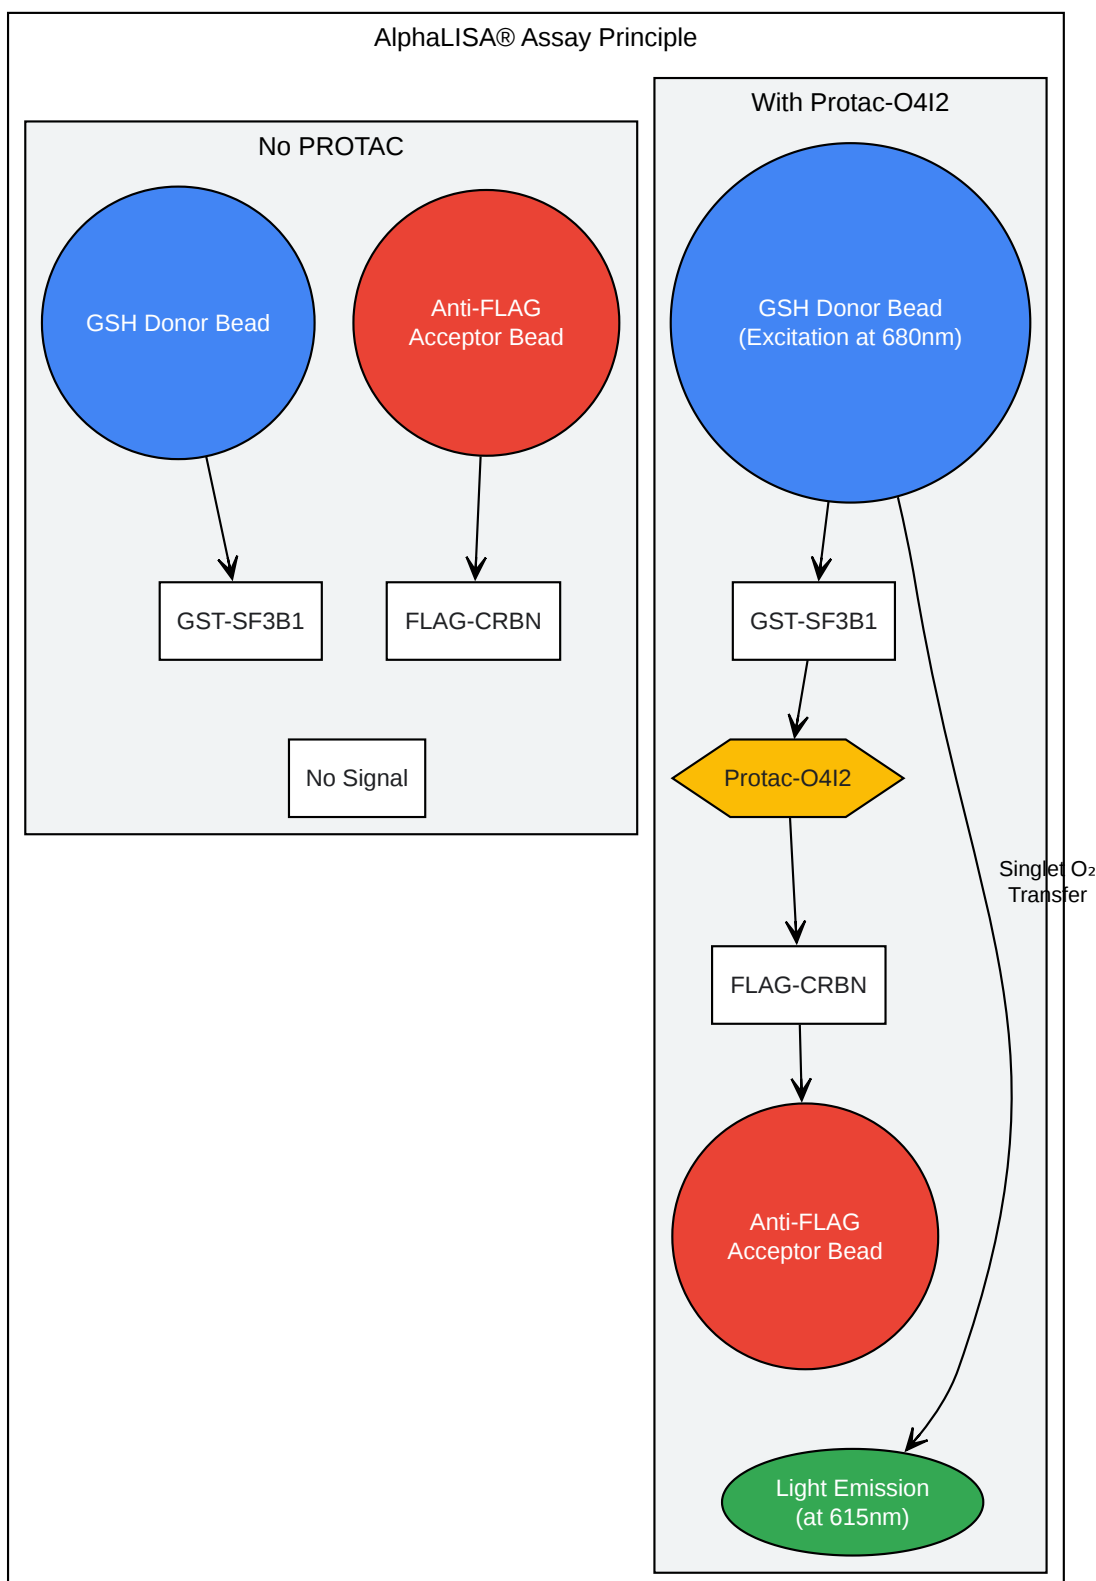 AlphaLISA® Assay Principle
No PROTAC
GSH Donor Bead
Anti-FLAG
Acceptor Bead
GST-SF3B1
FLAG-CRBN
No Signal
With Protac-O4I2
GSH Donor Bead
(Excitation at 680nm)
GST-SF3B1
Protac-O4I2
Singlet O₂
Transfer
FLAG-CRBN
Anti-FLAG
Acceptor Bead
Light Emission
(at 615nm)